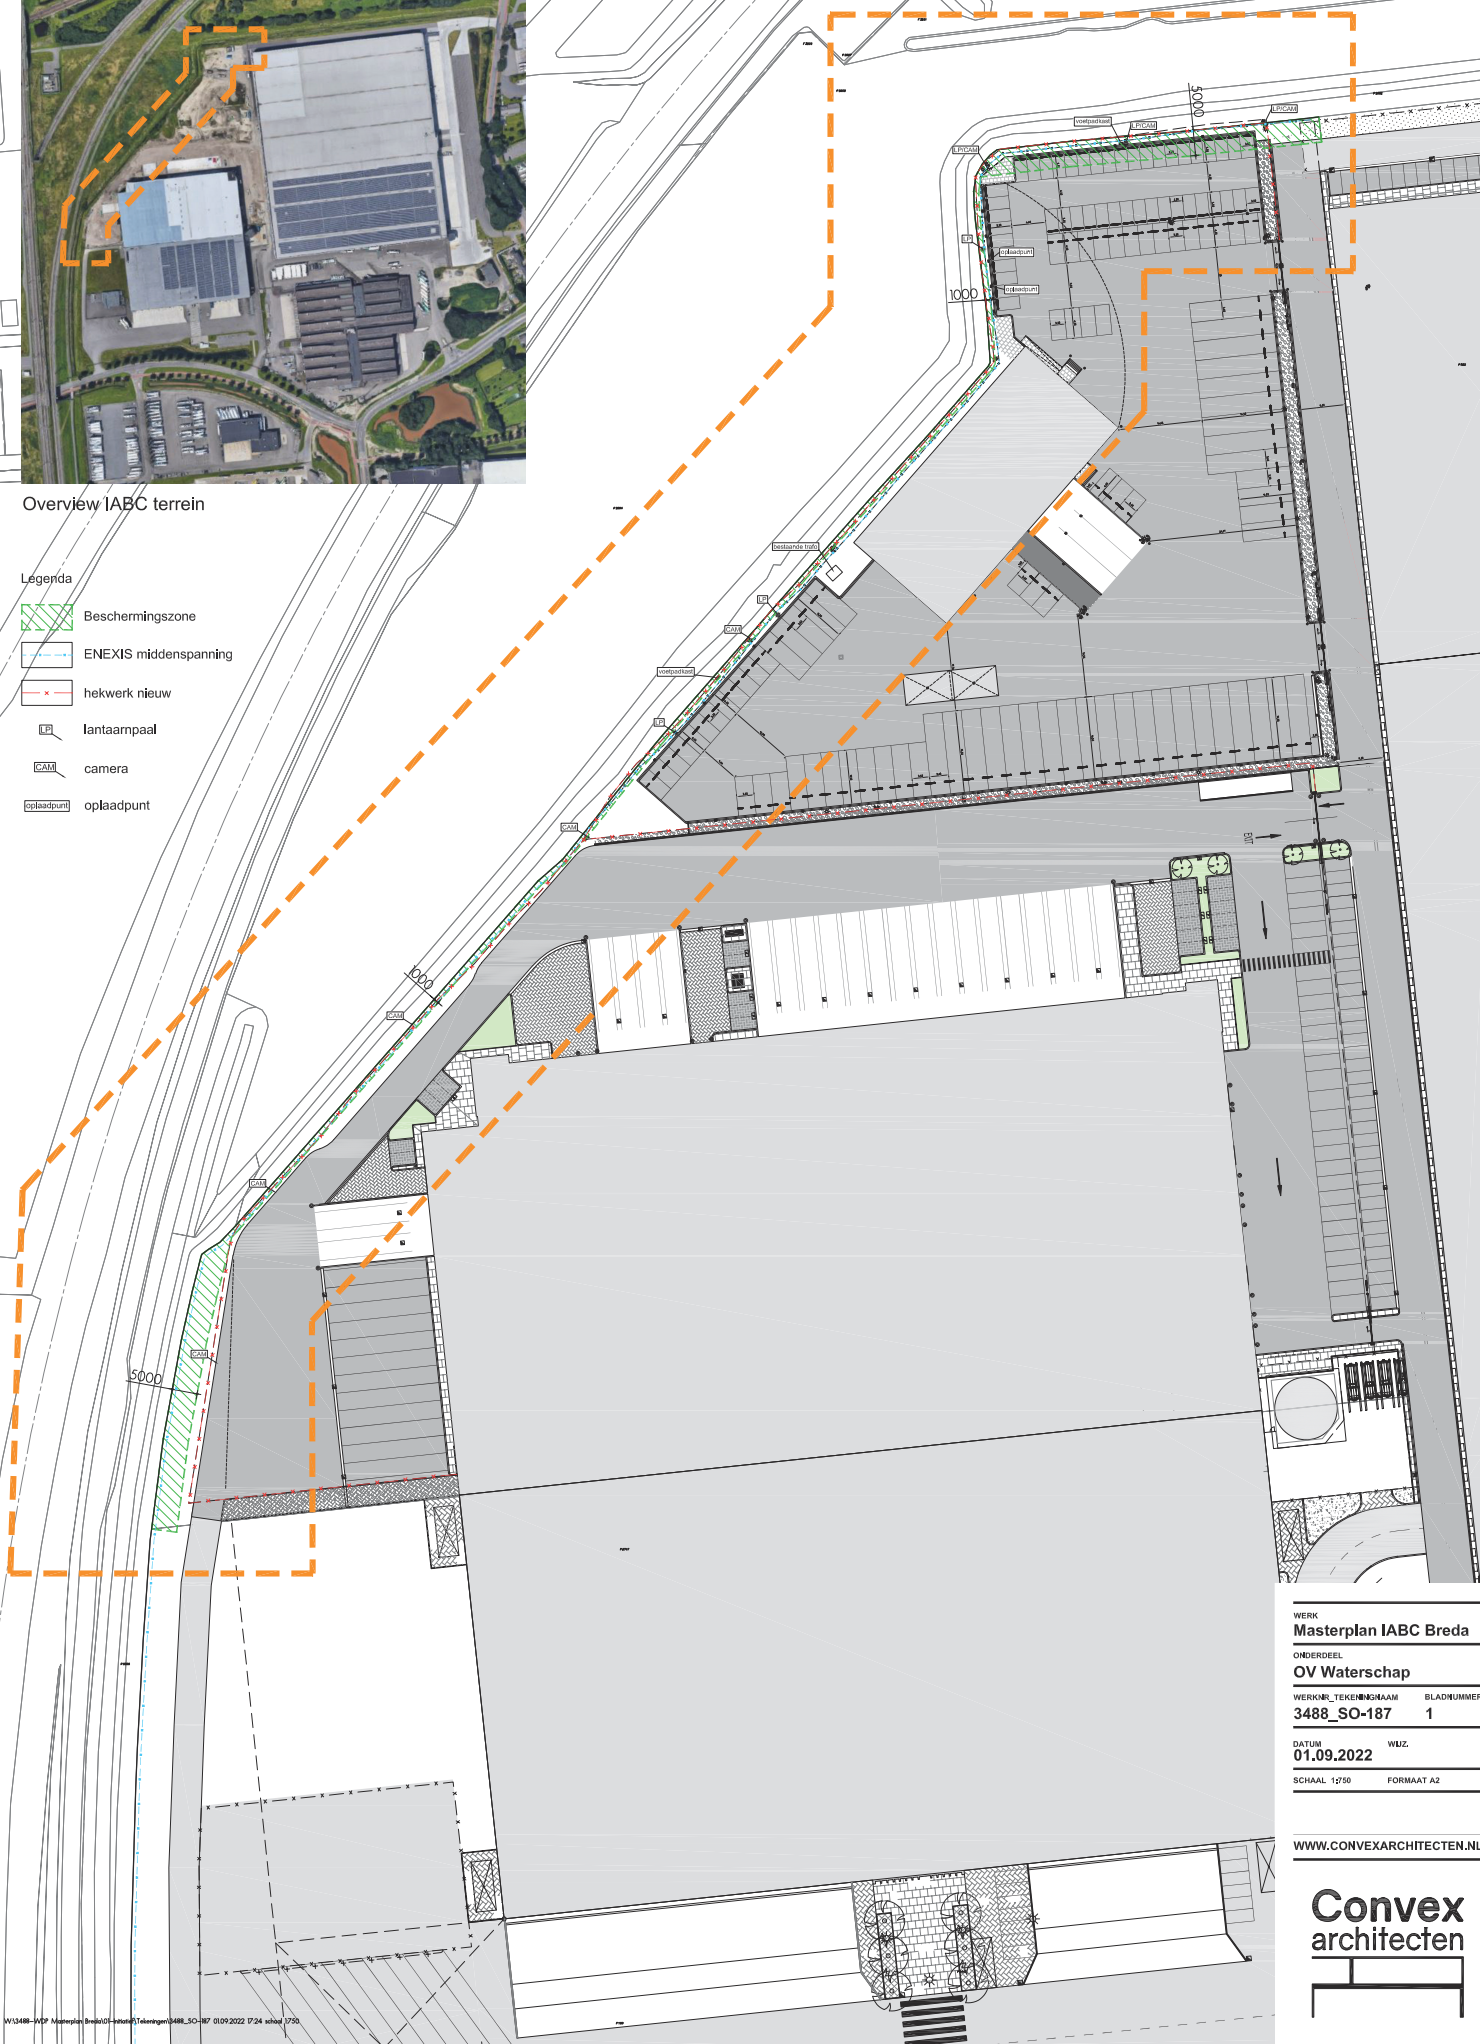 Overview IABC terrein
Legenda
Beschermingszone
ENEXIS middenspanning
hekwerk nieuw
LP lantaarnpaal
CAM camera
oplaadpunt oplaadpunt
5000
LP/CAM
voetpadkast
LP/CAM
LP/CAM
LP
oplaadpunt
oplaadpunt
1000
bestaande trafo
LP
CAM
voetpadkast
LP
CAM
EXIT
1000
CAM
CAM
CAM
5000
WERK
Masterplan IABC Breda
ONDERDEEL
OV Waterschap
WERKNR_TEKENINGNAAM BLADNUMMER
3488_SO-187 1
DATUM WIJZ.
01.09.2022
SCHAAL 1:750 FORMAAT A2
WWW.CONVEXARCHITECTEN.NL
Convex
architecten